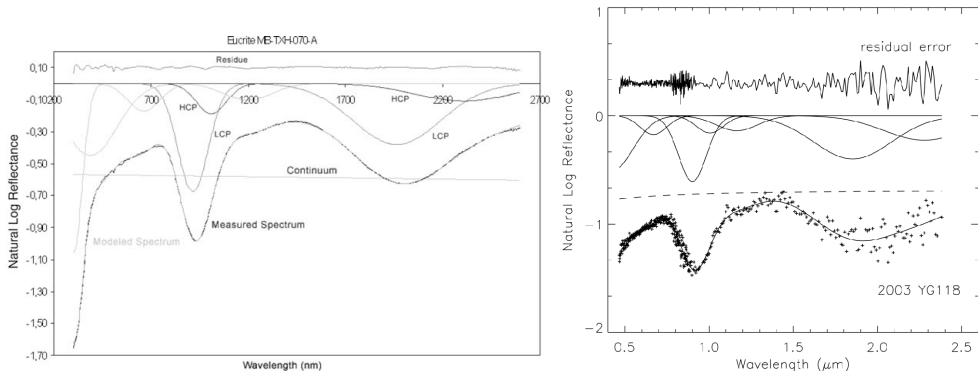 Eucrite MB-TXH-070-A
Residue
0,10
-0,10
200
700
1200
1700
2200
2700
HCP
HCP
-0,30
LCP
LCP
-0,50
Continuum
-0,70
Measured Spectrum
-0,90
Modeled Spectrum
-1,10
-1,30
-1,50
-1,70
Natural Log Reflectance
Wavelength (nm)
1
residual error
0
-1
2003 YG118
-2
0.5
1.0
1.5
2.0
2.5
Natural Log Reflectance
Wavelength (μm)